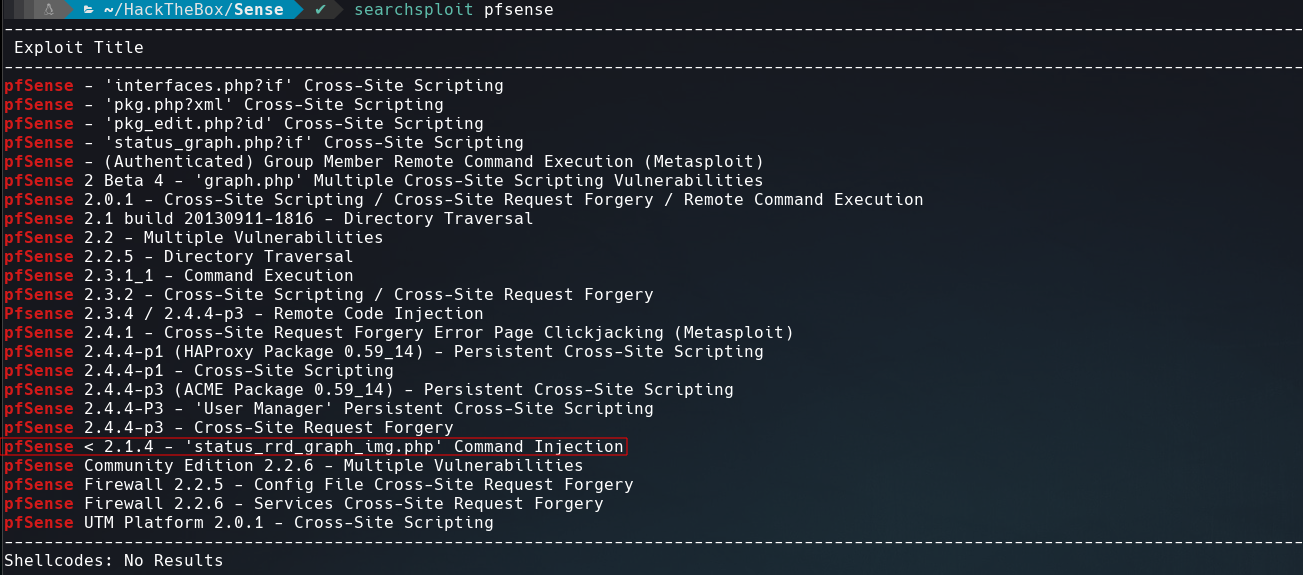 ~/HackTheBox/Sense ✔ searchsploit pfsense
--------------------------------------------------------------------------------------------------------------------------------
Exploit Title
--------------------------------------------------------------------------------------------------------------------------------
pfSense - 'interfaces.php?if' Cross-Site Scripting
pfSense - 'pkg.php?xml' Cross-Site Scripting
pfSense - 'pkg_edit.php?id' Cross-Site Scripting
pfSense - 'status_graph.php?if' Cross-Site Scripting
pfSense - (Authenticated) Group Member Remote Command Execution (Metasploit)
pfSense 2 Beta 4 - 'graph.php' Multiple Cross-Site Scripting Vulnerabilities
pfSense 2.0.1 - Cross-Site Scripting / Cross-Site Request Forgery / Remote Command Execution
pfSense 2.1 build 20130911-1816 - Directory Traversal
pfSense 2.2 - Multiple Vulnerabilities
pfSense 2.2.5 - Directory Traversal
pfSense 2.3.1_1 - Command Execution
pfSense 2.3.2 - Cross-Site Scripting / Cross-Site Request Forgery
Pfsense 2.3.4 / 2.4.4-p3 - Remote Code Injection
pfSense 2.4.1 - Cross-Site Request Forgery Error Page Clickjacking (Metasploit)
pfSense 2.4.4-p1 (HAProxy Package 0.59_14) - Persistent Cross-Site Scripting
pfSense 2.4.4-p1 - Cross-Site Scripting
pfSense 2.4.4-p3 (ACME Package 0.59_14) - Persistent Cross-Site Scripting
pfSense 2.4.4-P3 - 'User Manager' Persistent Cross-Site Scripting
pfSense 2.4.4-p3 - Cross-Site Request Forgery
pfSense < 2.1.4 - 'status_rrd_graph_img.php' Command Injection
pfSense Community Edition 2.2.6 - Multiple Vulnerabilities
pfSense Firewall 2.2.5 - Config File Cross-Site Request Forgery
pfSense Firewall 2.2.6 - Services Cross-Site Request Forgery
pfSense UTM Platform 2.0.1 - Cross-Site Scripting
--------------------------------------------------------------------------------------------------------------------------------
Shellcodes: No Results